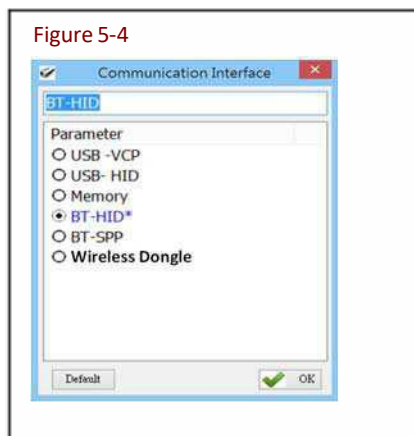 Figure 5-4
Communication Interface
BT-HID
Parameter
USB -VCP
USB- HID
Memory
BT-HID*
BT-SPP
Wireless Dongle
Default
OK